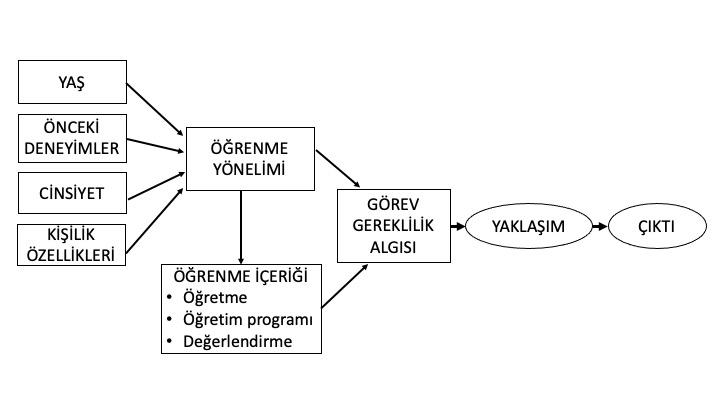 YAŞ
ÖNCEKİ
DENEYİMLER
CİNSİYET
KİŞİLİK
ÖZELLİKLERİ
ÖĞRENME
YÖNELİMİ
ÖĞRENME İÇERİĞİ
• Öğretme
• Öğretim programı
• Değerlendirme
GÖREV
GEREKLİLİK
ALGISI
YAKLAŞIM
ÇIKTI